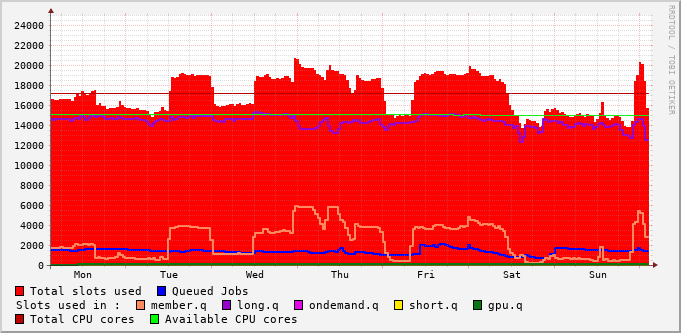 24000
22000
20000
18000
16000
14000
12000
10000
8000
6000
4000
2000
0
Mon Tue Wed Thu Fri Sat Sun
RRDTOOL / TOBI OETIKER
Total slots used Queued Jobs
Slots used in : member.q long.q ondemand.q short.q gpu.q
Total CPU cores Available CPU cores